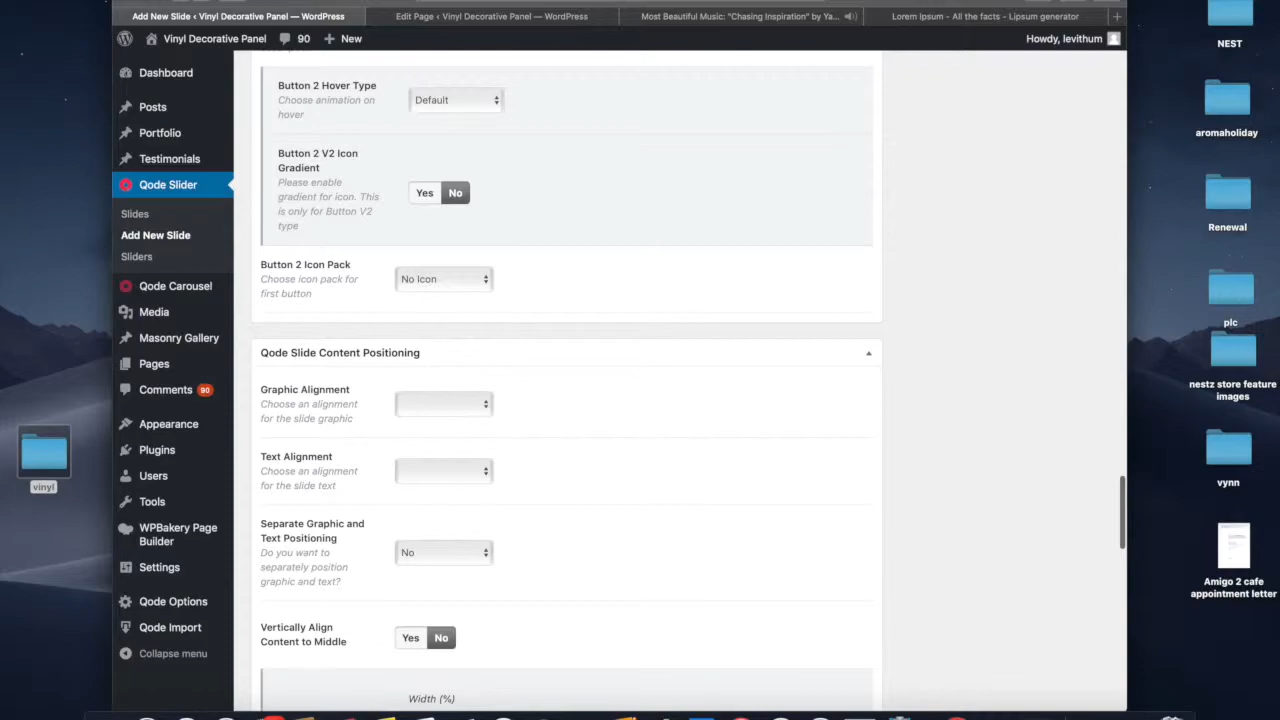 Add New Slide ‹ Vinyl Decorative Panel — WordPress
Edit Page ‹ Vinyl Decorative Panel — WordPress
Most Beautiful Music: "Chasing Inspiration" by Ya...
Lorem Ipsum - All the facts - Lipsum generator
+
Vinyl Decorative Panel
90
New
Howdy, levithum
Dashboard
Posts
Portfolio
Testimonials
Qode Slider
Slides
Add New Slide
Sliders
Qode Carousel
Media
Masonry Gallery
Pages
Comments 90
Appearance
Plugins
Users
Tools
WPBakery Page
Builder
Settings
Qode Options
Qode Import
Collapse menu
Button 2 Hover Type
Choose animation on
hover
Default
Button 2 V2 Icon
Gradient
Please enable
gradient for icon. This
is only for Button V2
type
Yes No
Button 2 Icon Pack
Choose icon pack for
first button
No Icon
Qode Slide Content Positioning
Graphic Alignment
Choose an alignment
for the slide graphic
Text Alignment
Choose an alignment
for the slide text
Separate Graphic and
Text Positioning
Do you want to
separately position
graphic and text?
No
Vertically Align
Content to Middle
Yes No
Width (%)
vinyl
NEST
aromaholiday
Renewal
pic
nestz store feature
images
vynn
Amigo 2 cafe
appointment letter